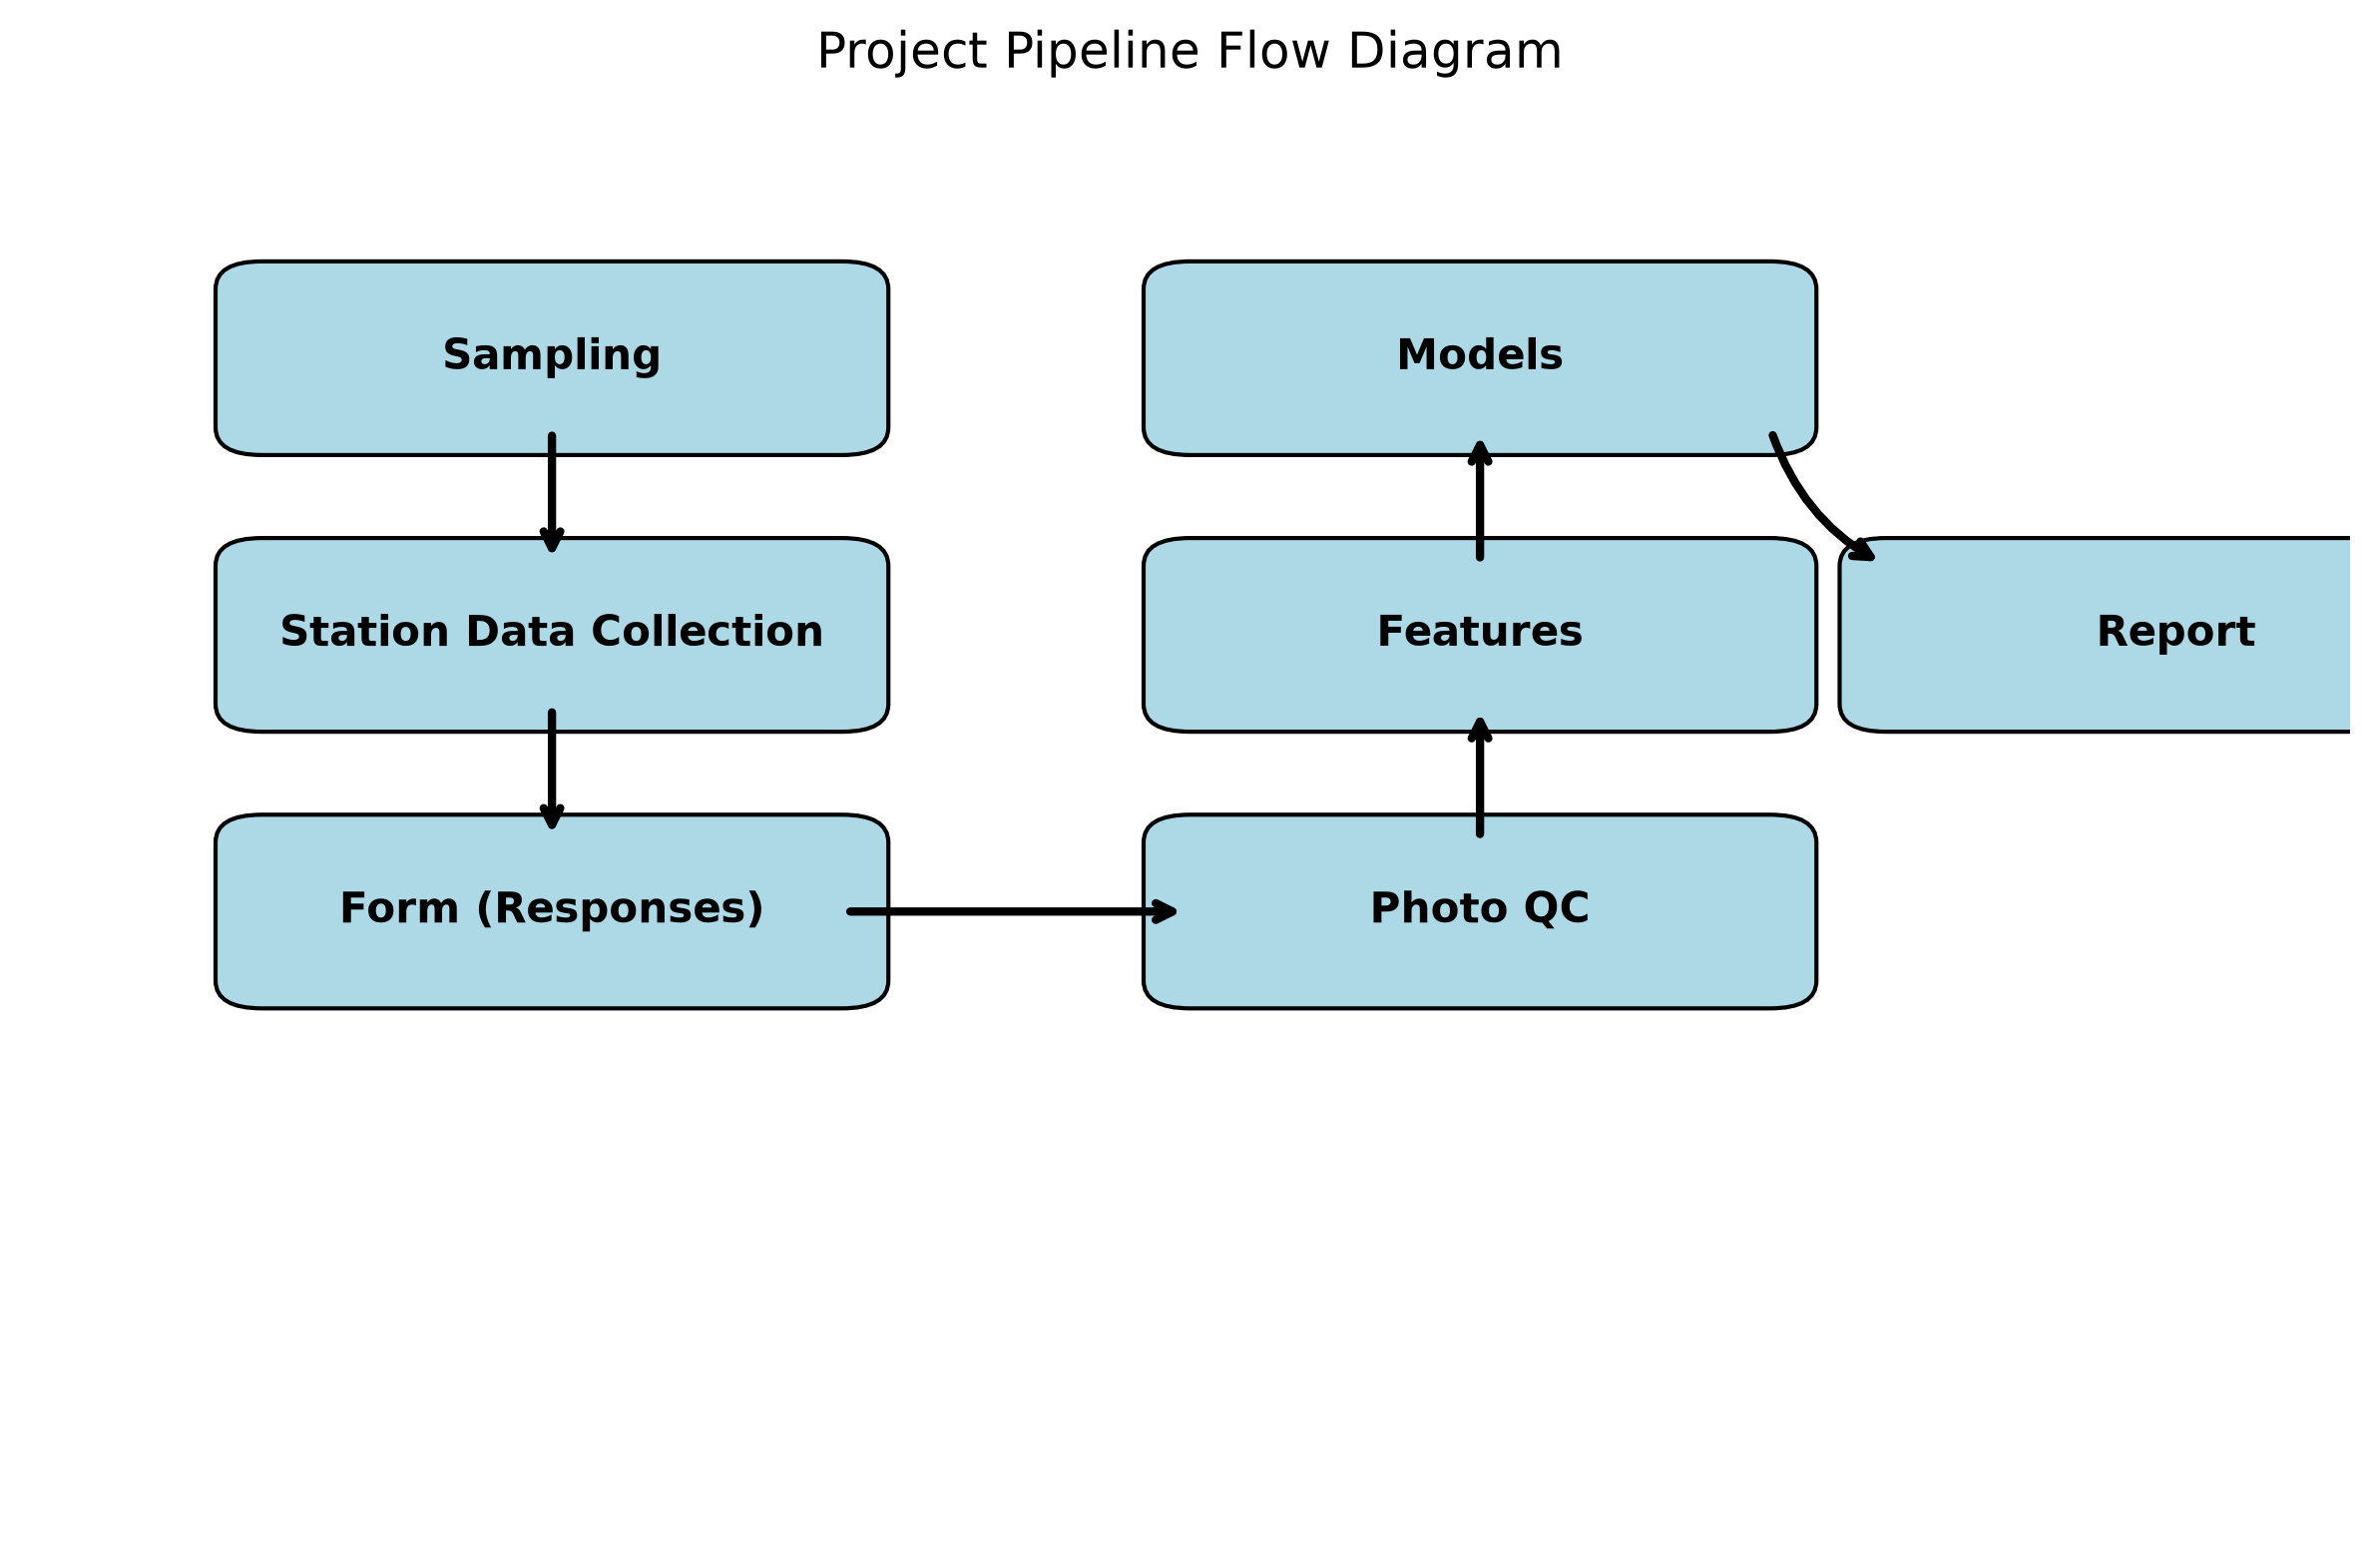 Project Pipeline Flow Diagram
Sampling
Station Data Collection
Form (Responses)
Photo QC
Features
Models
Report